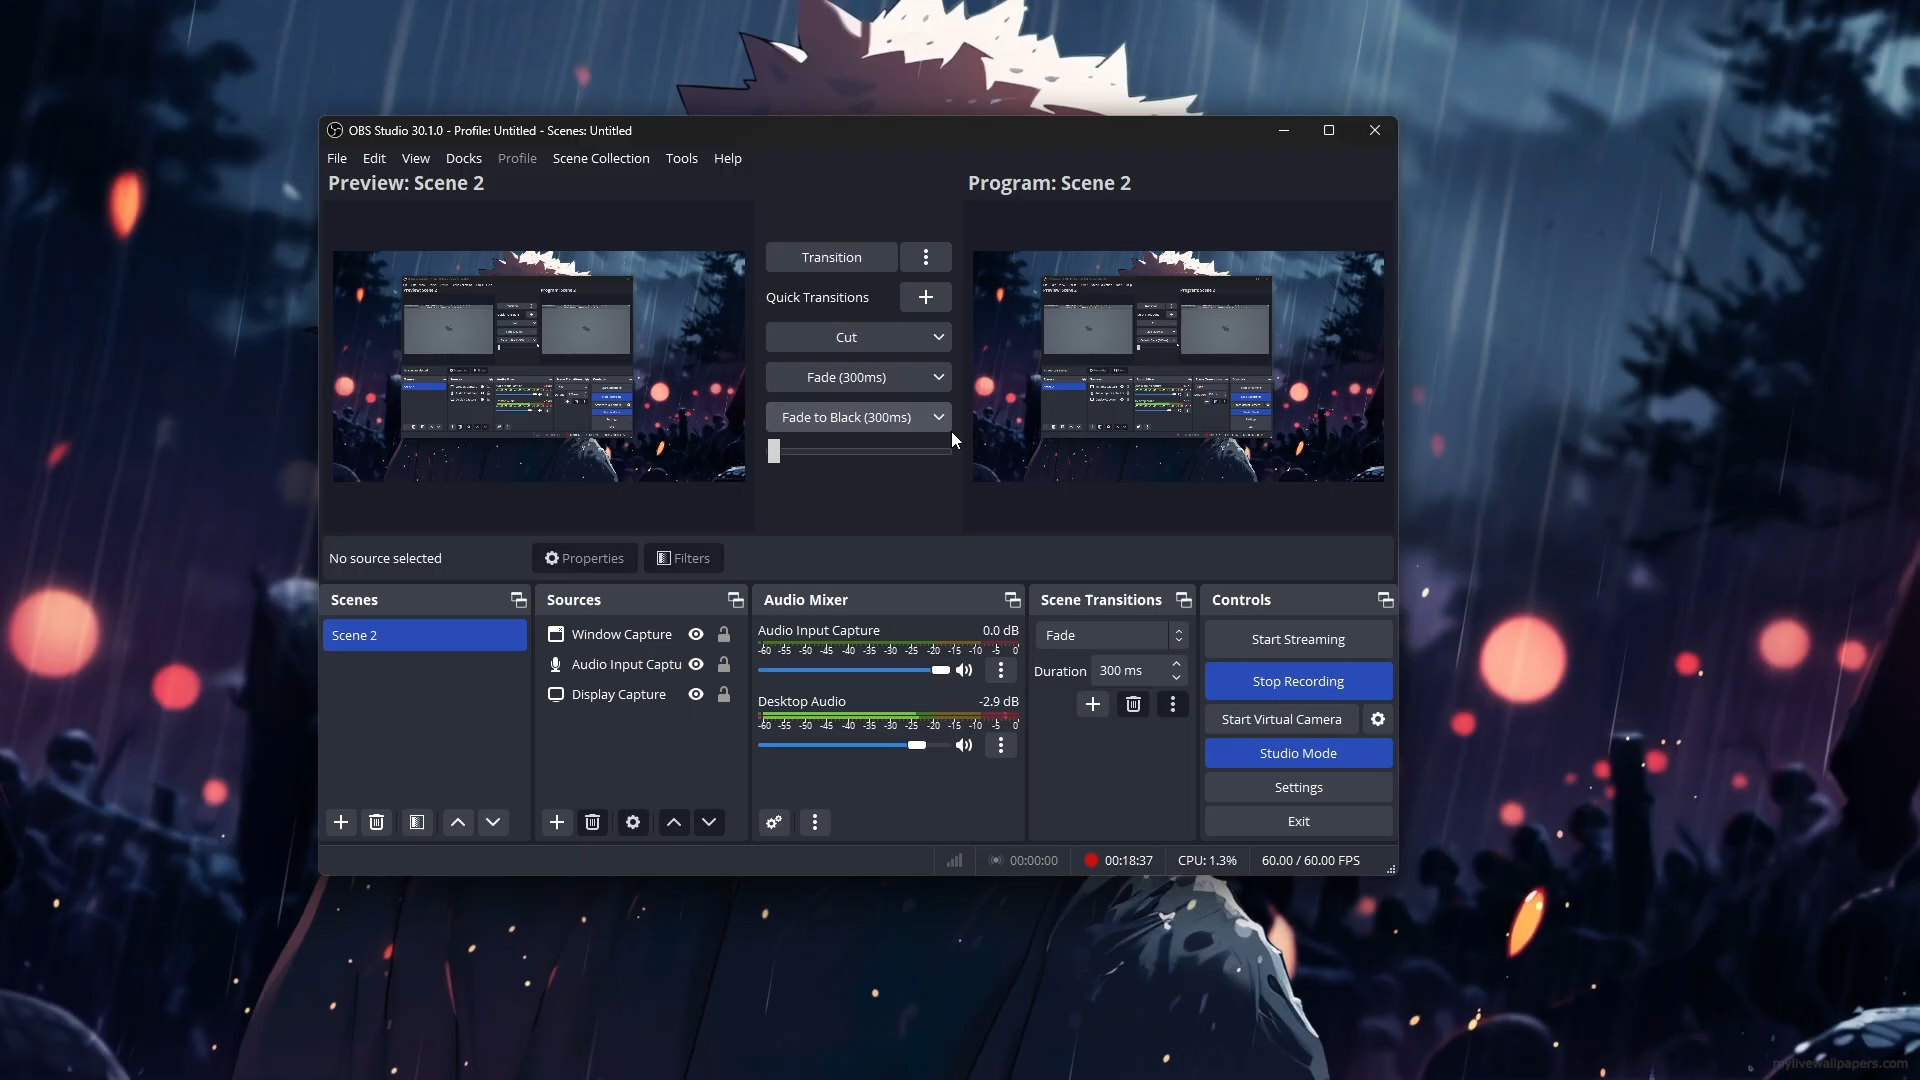 OBS Studio 30.1.0 - Profile: Untitled - Scenes: Untitled
File Edit View Docks Profile Scene Collection Tools Help
Preview: Scene 2
Program: Scene 2
Transition
Quick Transitions
Cut
Fade (300ms)
Fade to Black (300ms)
No source selected
Properties
Filters
Scenes
Scene 2
Sources
Window Capture
Audio Input Captu
Display Capture
Audio Mixer
Audio Input Capture 0.0 dB
-60 -55 -50 -45 -40 -35 -30 -25 -20 -15 -10 -5 0
Desktop Audio -2.9 dB
-60 -55 -50 -45 -40 -35 -30 -25 -20 -15 -10 -5 0
Scene Transitions
Fade
Duration 300 ms
Controls
Start Streaming
Stop Recording
Start Virtual Camera
Studio Mode
Settings
Exit
00:00:00
00:18:37
CPU: 1.3%
60.00 / 60.00 FPS
mylivewallpapers.com